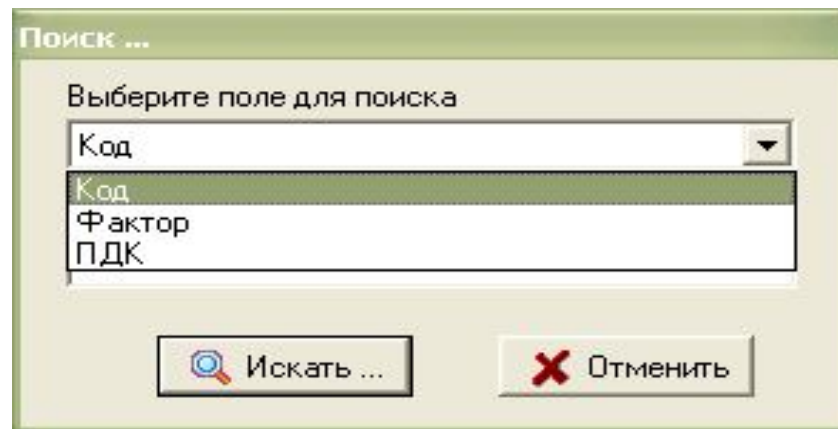 Поиск ...
Выберите поле для поиска
Код
Код
Фактор
ПДК
Искать ...
Отменить